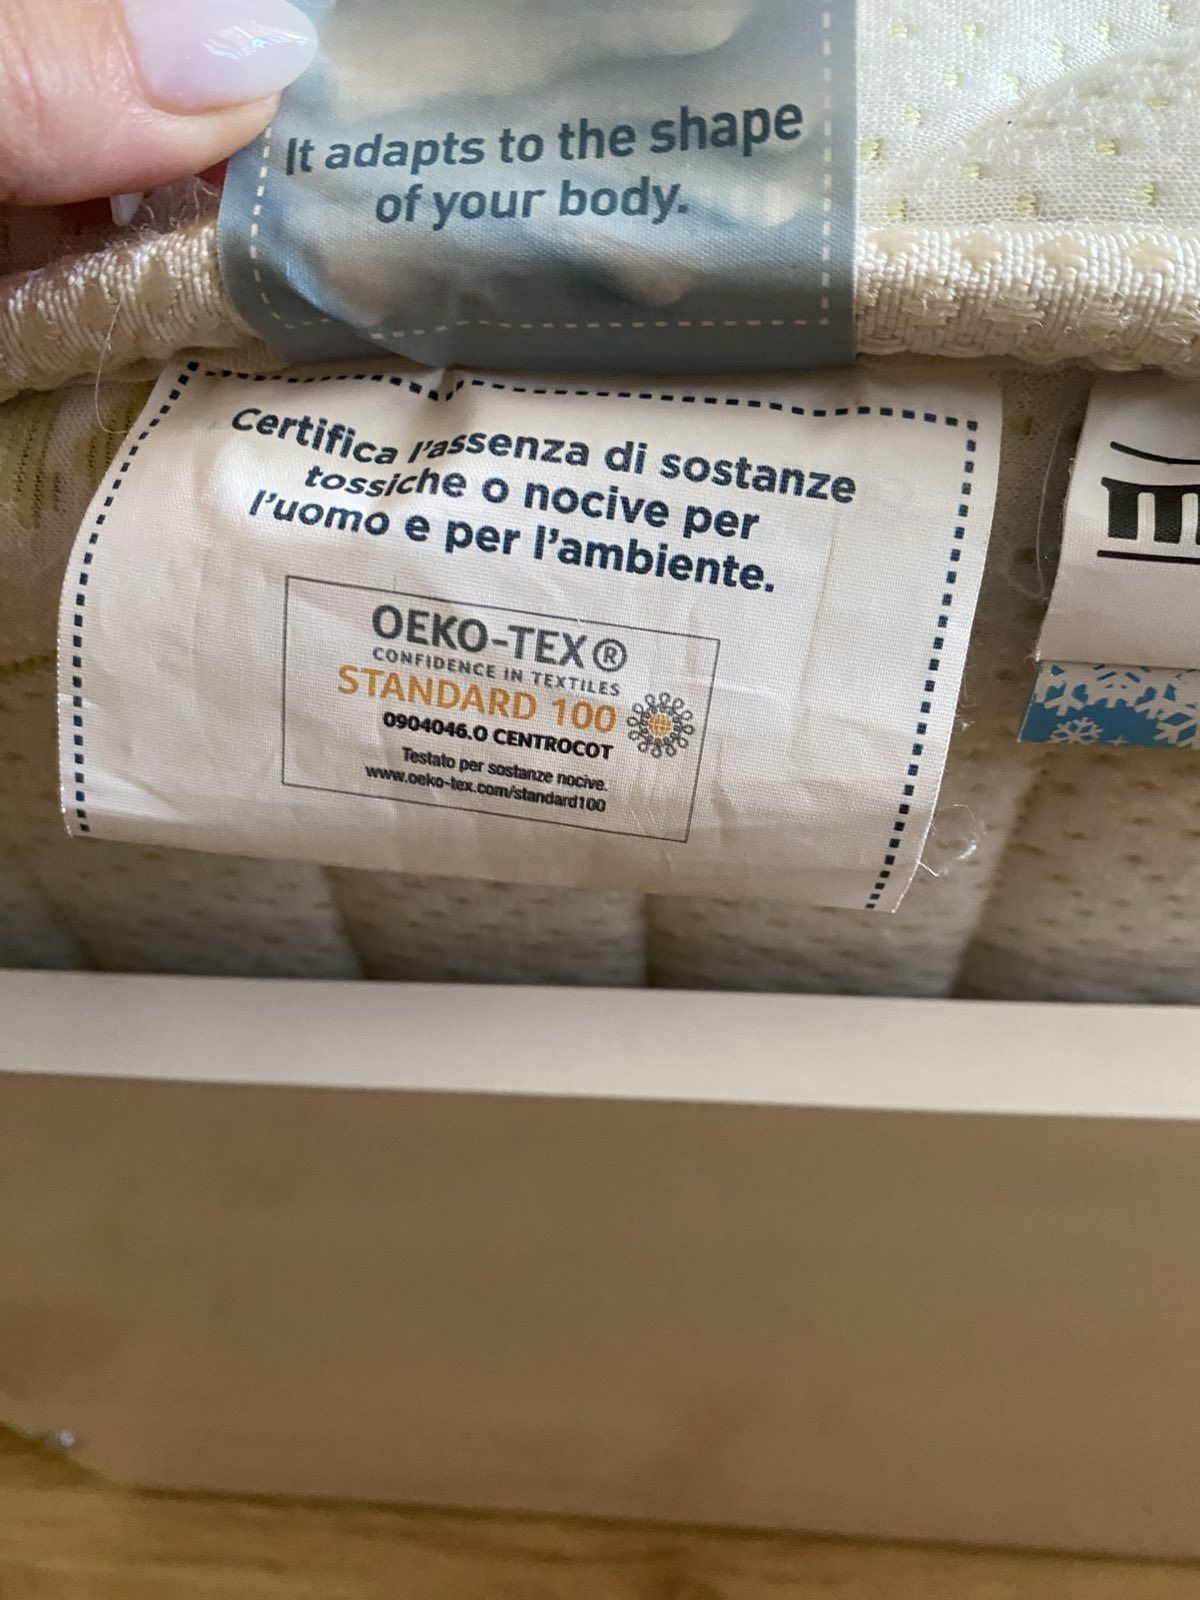 It adapts to the shape
of your body.
Certifica l'assenza di sostanze
tossiche o nocive per
l'uomo e per l'ambiente.
OEKO-TEX®
CONFIDENCE IN TEXTILES
STANDARD 100
0904046.O CENTROCOT
Testato per sostanze nocive.
www.oeko-tex.com/standard100